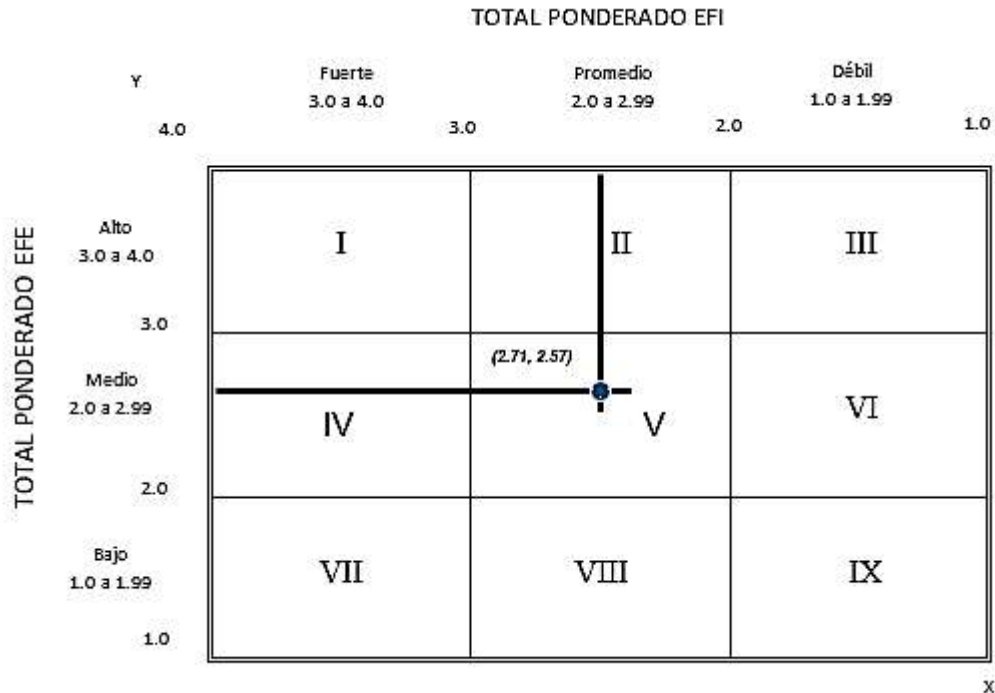 TOTAL PONDERADO EFI
Y
Fuerte
3.0 a 4.0
Promedio
2.0 a 2.99
Débil
1.0 a 1.99
4.0
3.0
2.0
1.0
TOTAL PONDERADO EFE
Alto
3.0 a 4.0
I
II
III
3.0
(2.71, 2.57)
Medio
2.0 a 2.99
IV
V
VI
2.0
Bajo
1.0 a 1.99
VII
VIII
IX
1.0
X